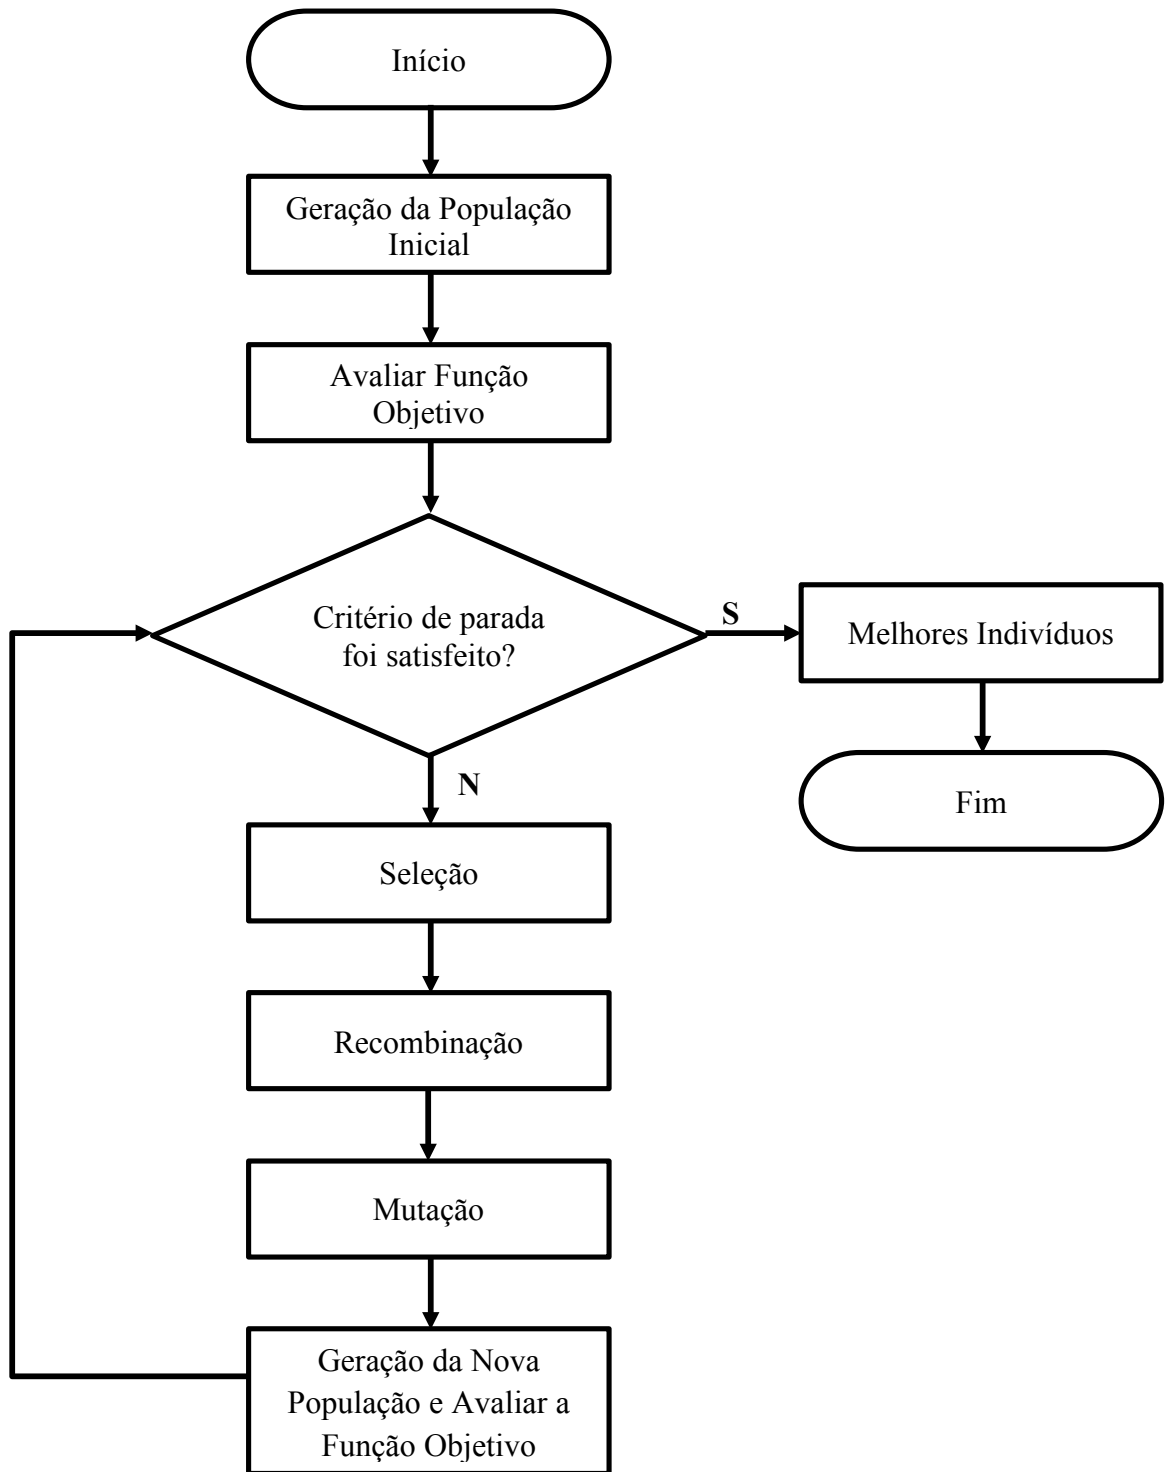 Início
Geração da População
Inicial
Avaliar Função
Objetivo
Critério de parada
foi satisfeito?
S
Melhores Indivíduos
Fim
N
Seleção
Recombinação
Mutação
Geração da Nova
População e Avaliar a
Função Objetivo